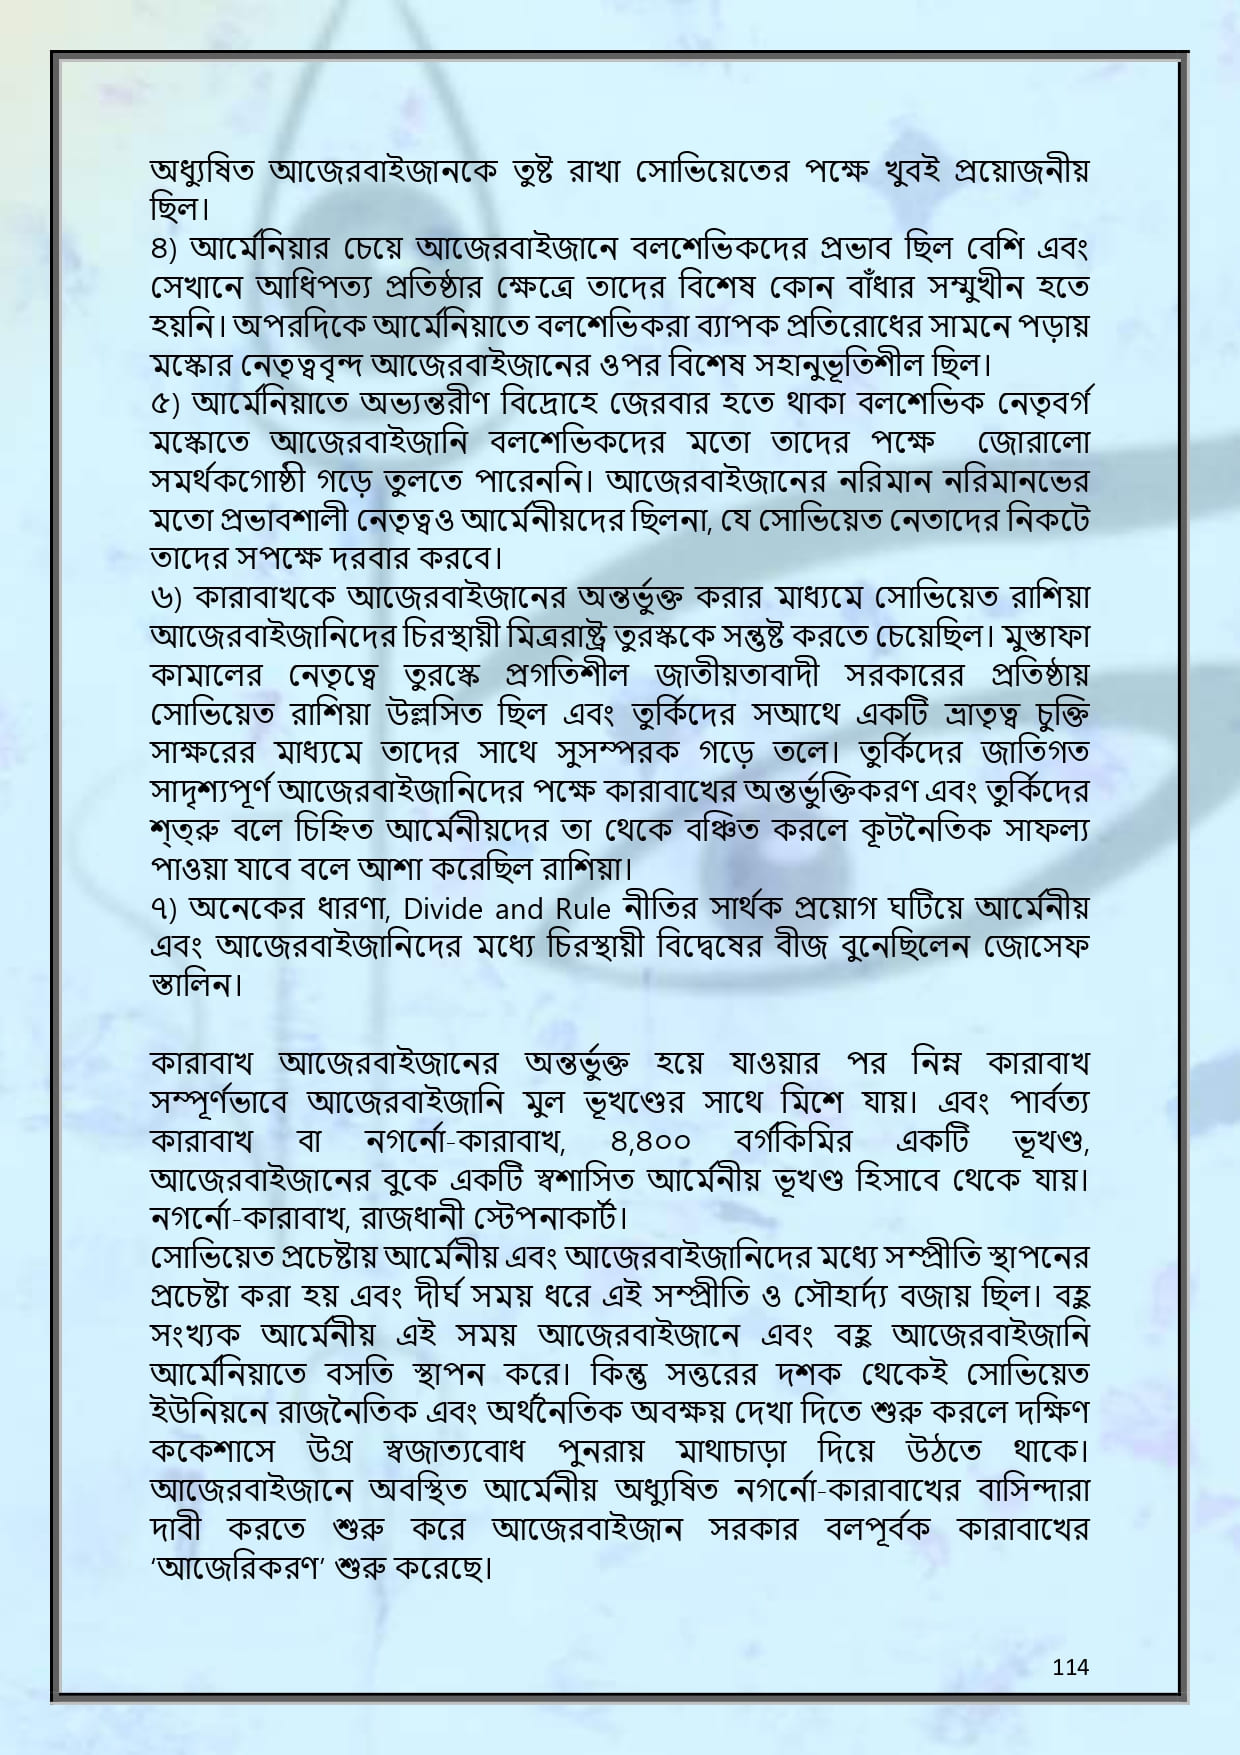 অধ্যুষিত আজেরবাইজানকে তুষ্ট রাখা সোভিয়েতের পক্ষে খুবই প্রয়োজনীয়
ছিল।
৪) আর্মেনিয়ার চেয়ে আজেরবাইজানে বলশেভিকদের প্রভাব ছিল বেশি এবং
সেখানে আধিপত্য প্রতিষ্ঠার ক্ষেত্রে তাদের বিশেষ কোন বাঁধার সম্মুখীন হতে
হয়নি। অপরদিকে আর্মেনিয়াতে বলশেভিকরা ব্যাপক প্রতিরোধের সামনে পড়ায়
মস্কোর নেতৃত্ববৃন্দ আজেরবাইজানের ওপর বিশেষ সহানুভূতিশীল ছিল।
৫) আর্মেনিয়াতে অভ্যন্তরীণ বিদ্রোহে জেরবার হতে থাকা বলশেভিক নেতৃবর্গ
মস্কোতে আজেরবাইজানি বলশেভিকদের মতো তাদের পক্ষে জোরালো
সমর্থকগোষ্ঠী গড়ে তুলতে পারেননি। আজেরবাইজানের নরিমান নরিমানভের
মতো প্রভাবশালী নেতৃত্বও আর্মেনীয়দের ছিলনা, যে সোভিয়েত নেতাদের নিকটে
তাদের সপক্ষে দরবার করবে।
৬) কারাবাখকে আজেরবাইজানের অন্তর্ভুক্ত করার মাধ্যমে সোভিয়েত রাশিয়া
আজেরবাইজানিদের চিরস্থায়ী মিত্ররাষ্ট্র তুরস্ককে সন্তুষ্ট করতে চেয়েছিল। মুস্তাফা
কামালের নেতৃত্বে তুরস্কে প্রগতিশীল জাতীয়তাবাদী সরকারের প্রতিষ্ঠায়
সোভিয়েত রাশিয়া উল্লসিত ছিল এবং তুর্কিদের সআথে একটি ভ্রাতৃত্ব চুক্তি
সাক্ষরের মাধ্যমে তাদের সাথে সুসম্পরক গড়ে তলে। তুর্কিদের জাতিগত
সাদৃশ্যপূর্ণ আজেরবাইজানিদের পক্ষে কারাবাখের অন্তর্ভুক্তিকরণ এবং তুর্কিদের
শ্ত্রু বলে চিহ্নিত আর্মেনীয়দের তা থেকে বঞ্চিত করলে কূটনৈতিক সাফল্য
পাওয়া যাবে বলে আশা করেছিল রাশিয়া।
৭) অনেকের ধারণা, Divide and Rule নীতির সার্থক প্রয়োগ ঘটিয়ে আর্মেনীয়
এবং আজেরবাইজানিদের মধ্যে চিরস্থায়ী বিদ্বেষের বীজ বুনেছিলেন জোসেফ
স্তালিন।
কারাবাখ আজেরবাইজানের অন্তর্ভুক্ত হয়ে যাওয়ার পর নিম্ন কারাবাখ
সম্পূর্ণভাবে আজেরবাইজানি মুল ভূখণ্ডের সাথে মিশে যায়। এবং পার্বত্য
কারাবাখ বা নগর্নো-কারাবাখ, ৪,৪০০ বর্গকিমির একটি ভূখণ্ড,
আজেরবাইজানের বুকে একটি স্বশাসিত আর্মেনীয় ভূখণ্ড হিসাবে থেকে যায়।
নগর্নো-কারাবাখ, রাজধানী স্টেপনাকার্ট।
সোভিয়েত প্রচেষ্টায় আর্মেনীয় এবং আজেরবাইজানিদের মধ্যে সম্প্রীতি স্থাপনের
প্রচেষ্টা করা হয় এবং দীর্ঘ সময় ধরে এই সম্প্রীতি ও সৌহার্দ্য বজায় ছিল। বহু
সংখ্যক আর্মেনীয় এই সময় আজেরবাইজানে এবং বহু আজেরবাইজানি
আর্মেনিয়াতে বসতি স্থাপন করে। কিন্তু সত্তরের দশক থেকেই সোভিয়েত
ইউনিয়নে রাজনৈতিক এবং অর্থনৈতিক অবক্ষয় দেখা দিতে শুরু করলে দক্ষিণ
ককেশাসে উগ্র স্বজাত্যবোধ পুনরায় মাথাচাড়া দিয়ে উঠতে থাকে।
আজেরবাইজানে অবস্থিত আর্মেনীয় অধ্যুষিত নগর্নো-কারাবাখের বাসিন্দারা
দাবী করতে শুরু করে আজেরবাইজান সরকার বলপূর্বক কারাবাখের
‘আজেরিকরণ’ শুরু করেছে।
114